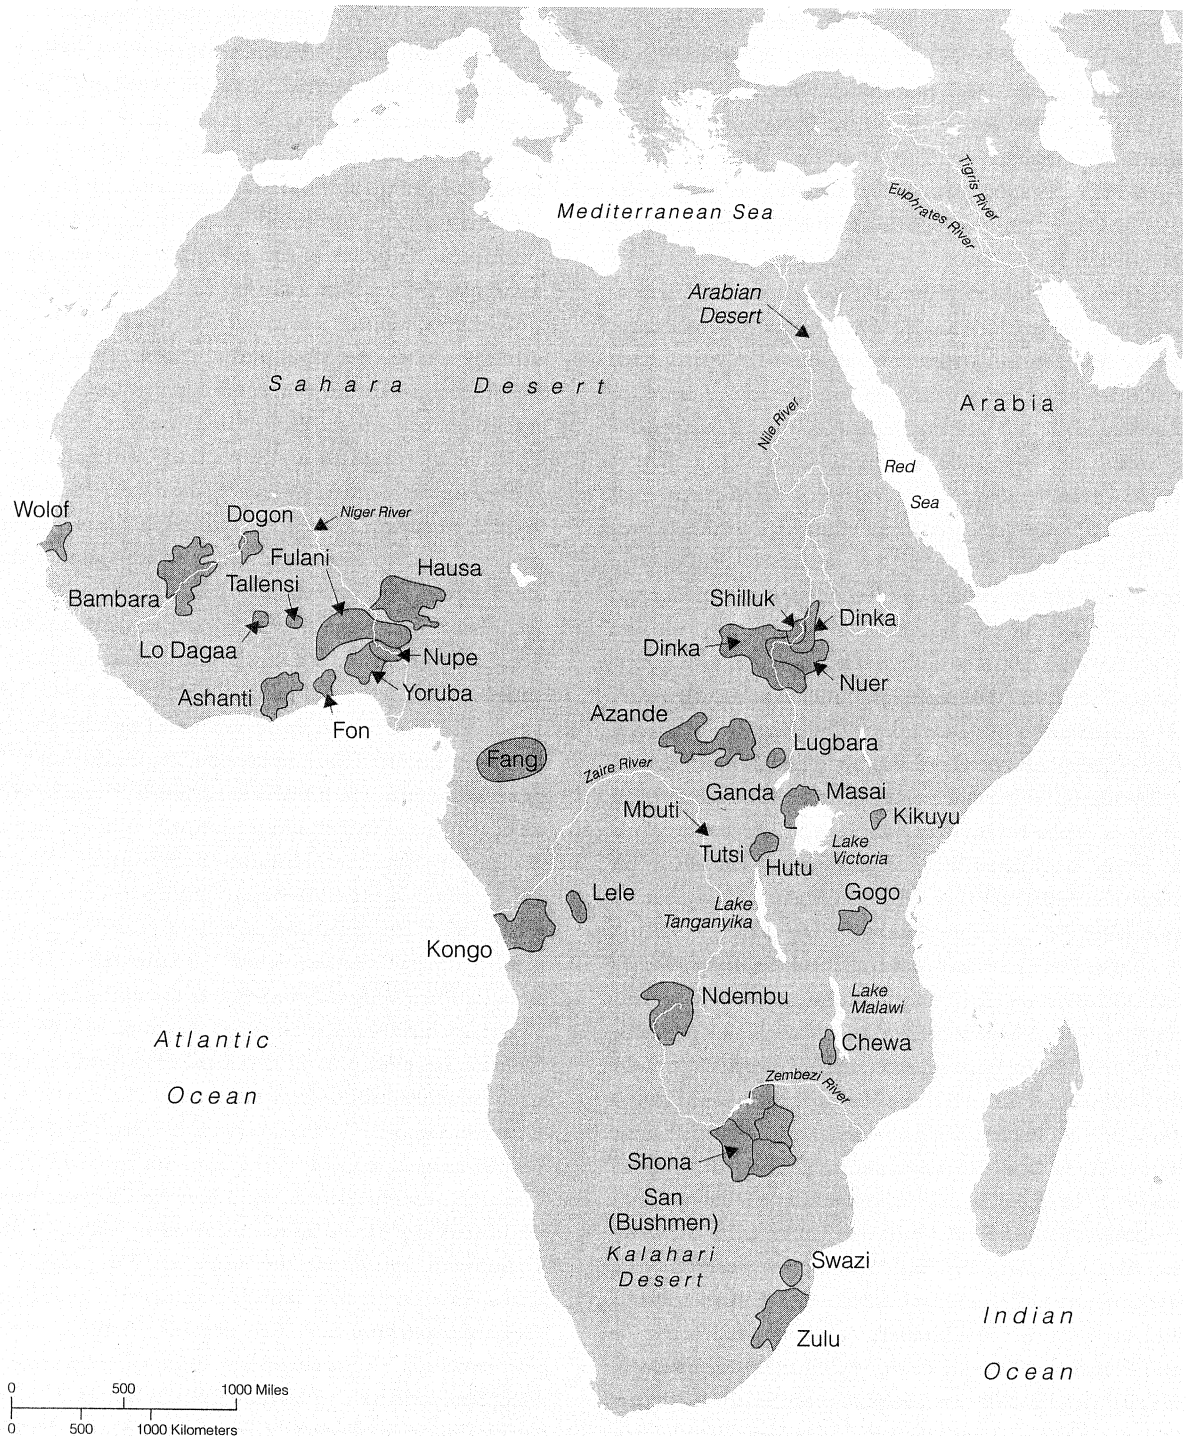 Mediterranean Sea
Tigris River
Euphrates River
Arabian
Desert
Sahara Desert
Nile River
Arabia
Red
Sea
Wolof
Dogon
Niger River
Fulani
Hausa
Tallensi
Bambara
Lo Dagaa
Nupe
Ashanti
Yoruba
Fon
Shilluk
Dinka
Dinka
Nuer
Azande
Lugbara
Fang
Zaire River
Ganda
Masai
Mbuti
Kikuyu
Tutsi
Hutu
Lake
Victoria
Lele
Gogo
Lake
Tanganyika
Kongo
Ndembu
Lake
Malawi
Chewa
Atlantic
Ocean
Zembezi River
Shona
San
(Bushmen)
Kalahari
Desert
Swazi
Zulu
Indian
Ocean
0 500 1000 Miles
0 500 1000 Kilometers